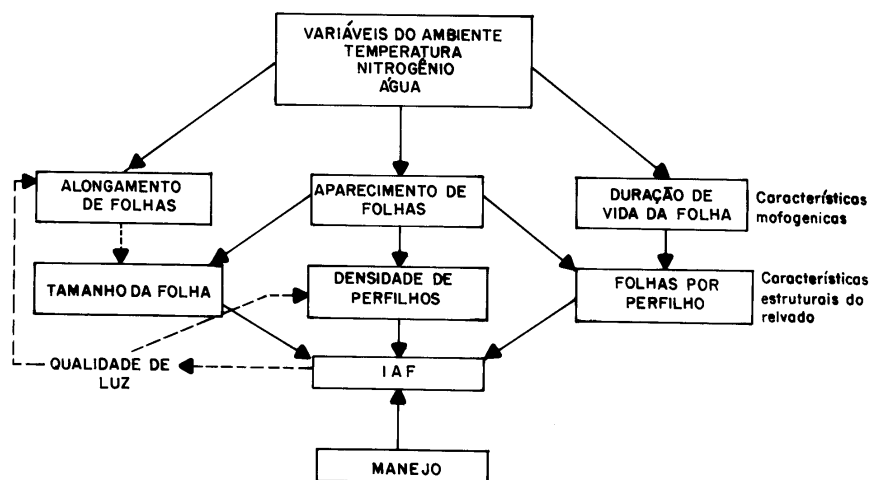 VARIÁVEIS DO AMBIENTE
TEMPERATURA
NITROGÊNIO
ÁGUA
ALONGAMENTO
DE FOLHAS
APARECIMENTO DE
FOLHAS
DURAÇÃO DE
VIDA DA FOLHA
Características
mofogenicas
TAMANHO DA FOLHA
DENSIDADE DE
PERFILHOS
FOLHAS POR
PERFILHO
Características
estruturais do
relvado
QUALIDADE DE
LUZ
IAF
MANEJO